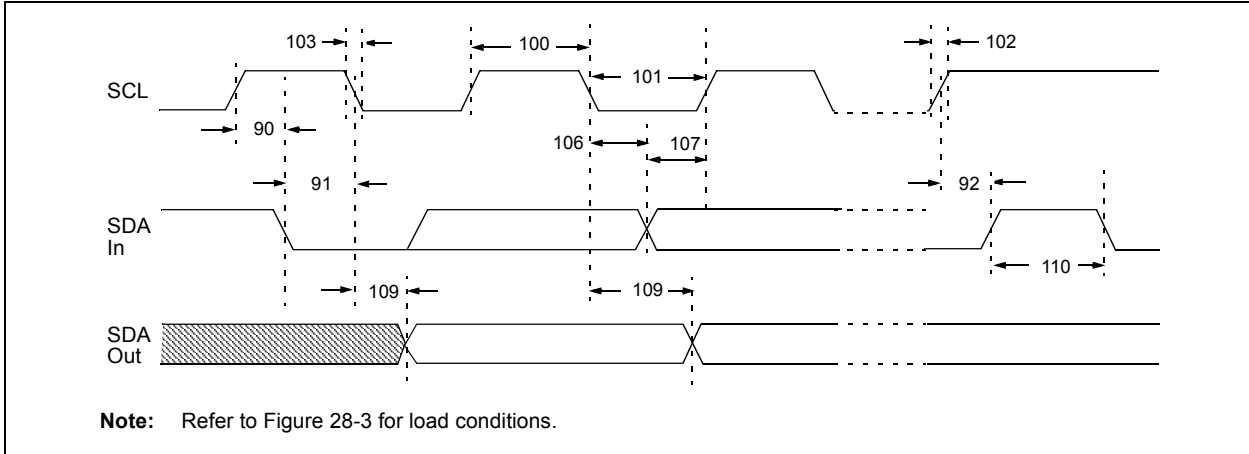 103
100
102
101
SCL
90
106
107
91
92
SDA
In
110
109
109
SDA
Out
Note: Refer to Figure 28-3 for load conditions.